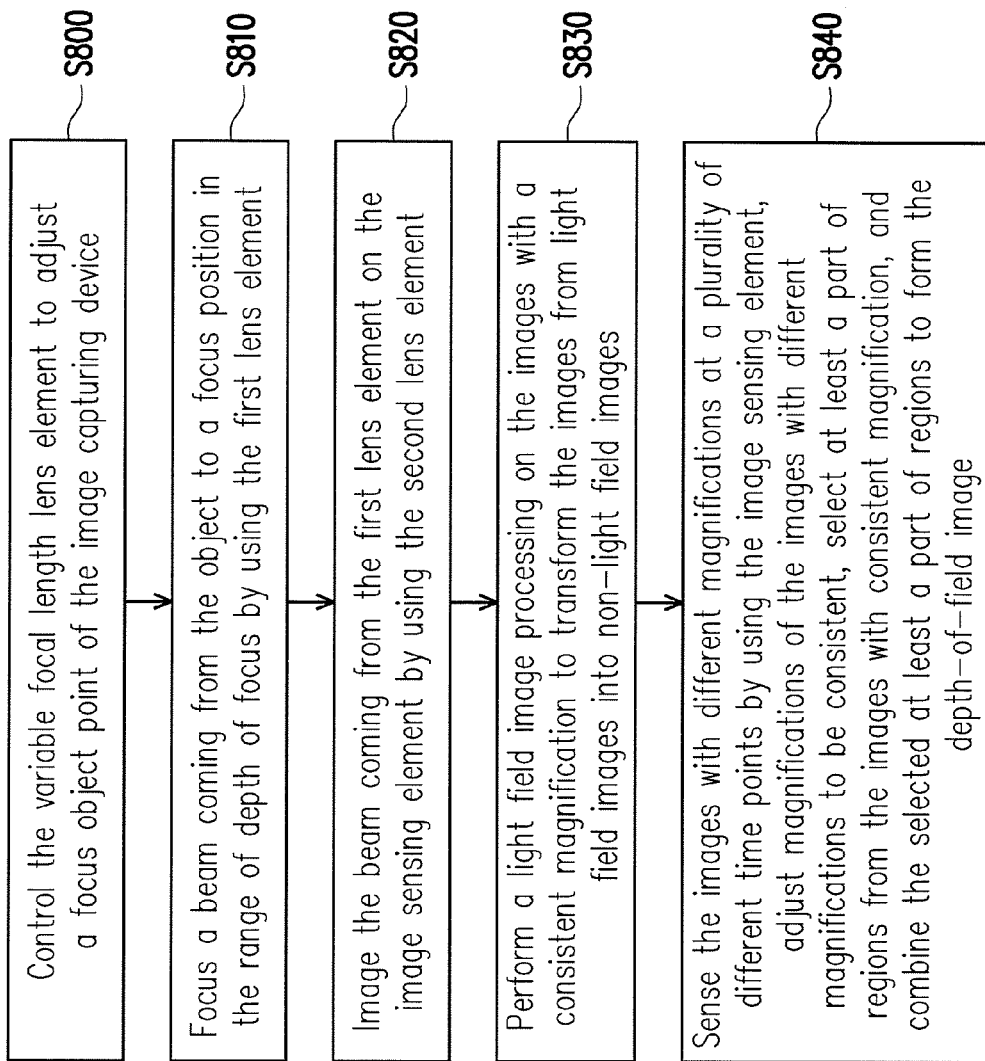 Control the variable focal length lens element to adjust
a focus object point of the image capturing device
S800
Focus a beam coming from the object to a focus position in
the range of depth of focus by using the first lens element
S810
Image the beam coming from the first lens element on the
image sensing element by using the second lens element
S820
Perform a light field image processing on the images with a
consistent magnification to transform the images from light
field images into non-light field images
S830
Sense the images with different magnifications at a plurality of
different time points by using the image sensing element,
adjust magnifications of the images with different
magnifications to be consistent, select at least a part of
regions from the images with consistent magnification, and
combine the selected at least a part of regions to form the
depth-of-field image
S840